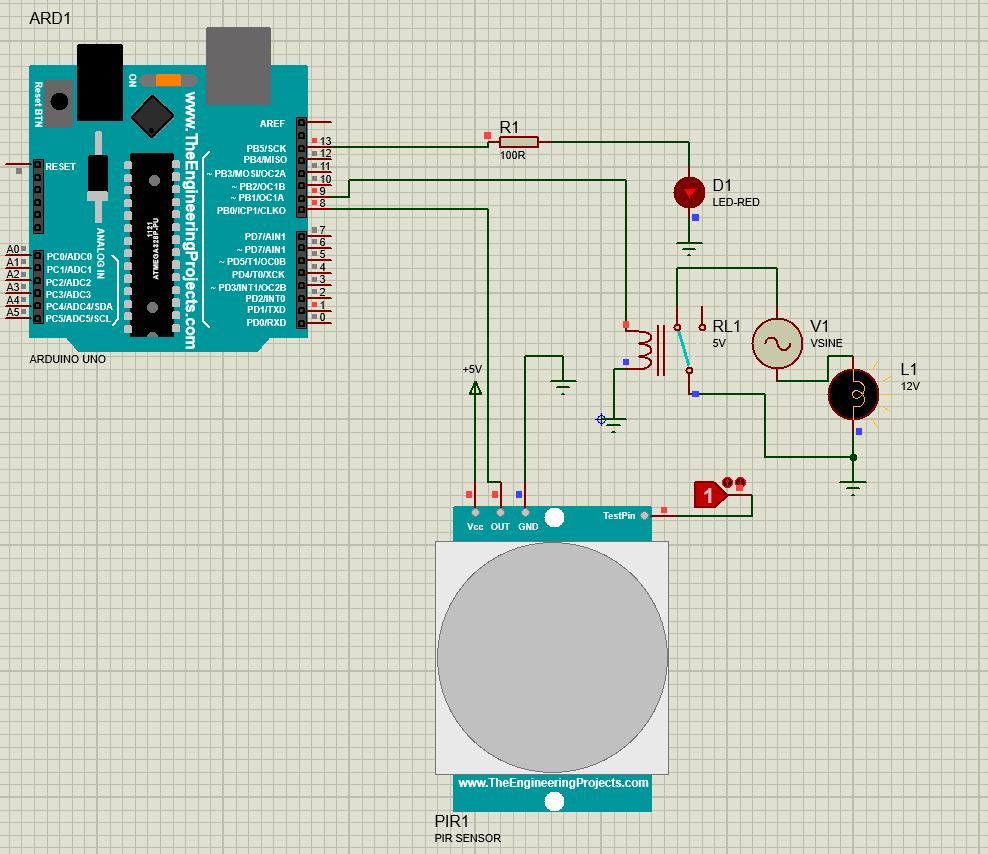 ARD1
ON
Reset BTN
www.TheEngineeringProjects.com
AREF
PB5/SCK 13
PB4/MISO 12
~ PB3/MOSI/OC2A 11
~ PB2/OC1B 10
~ PB1/OC1A 9
PB0/ICP1/CLKO 8
RESET
1121
ATMEGA328P-PU
ANALOG IN
PD7/AIN1 7
~ PD7/AIN1 6
~ PD5/T1/OC0B 5
PD4/T0/XCK 4
~ PD3/INT1/OC2B 3
PD2/INT0 2
PD1/TXD 1
PD0/RXD 0
A0 PC0/ADC0
A1 PC1/ADC1
A2 PC2/ADC2
A3 PC3/ADC3
A4 PC4/ADC4/SDA
A5 PC5/ADC5/SCL
ARDUINO UNO
R1
100R
D1
LED-RED
RL1
5V
V1
VSINE
L1
12V
+5V
1
Vcc OUT GND
TestPin
www.TheEngineeringProjects.com
PIR1
PIR SENSOR